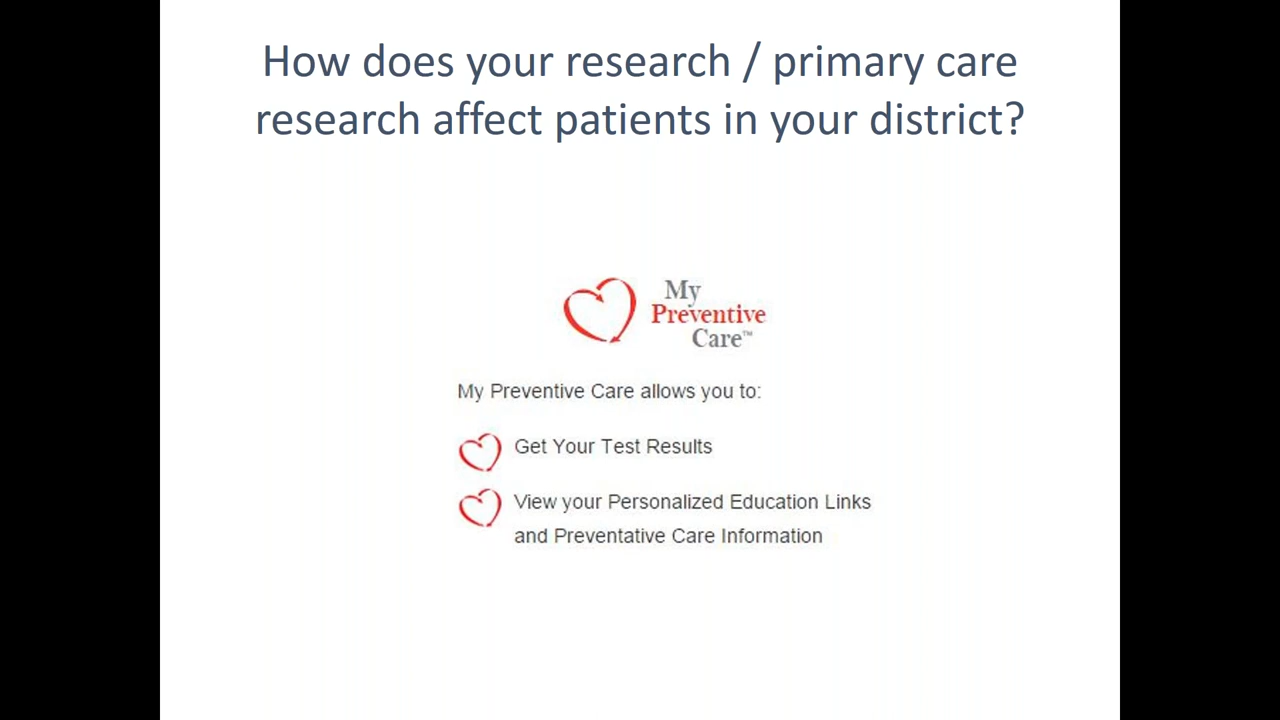 How does your research / primary care
research affect patients in your district?
My
Preventive
Care™
My Preventive Care allows you to:
Get Your Test Results
View your Personalized Education Links
and Preventative Care Information